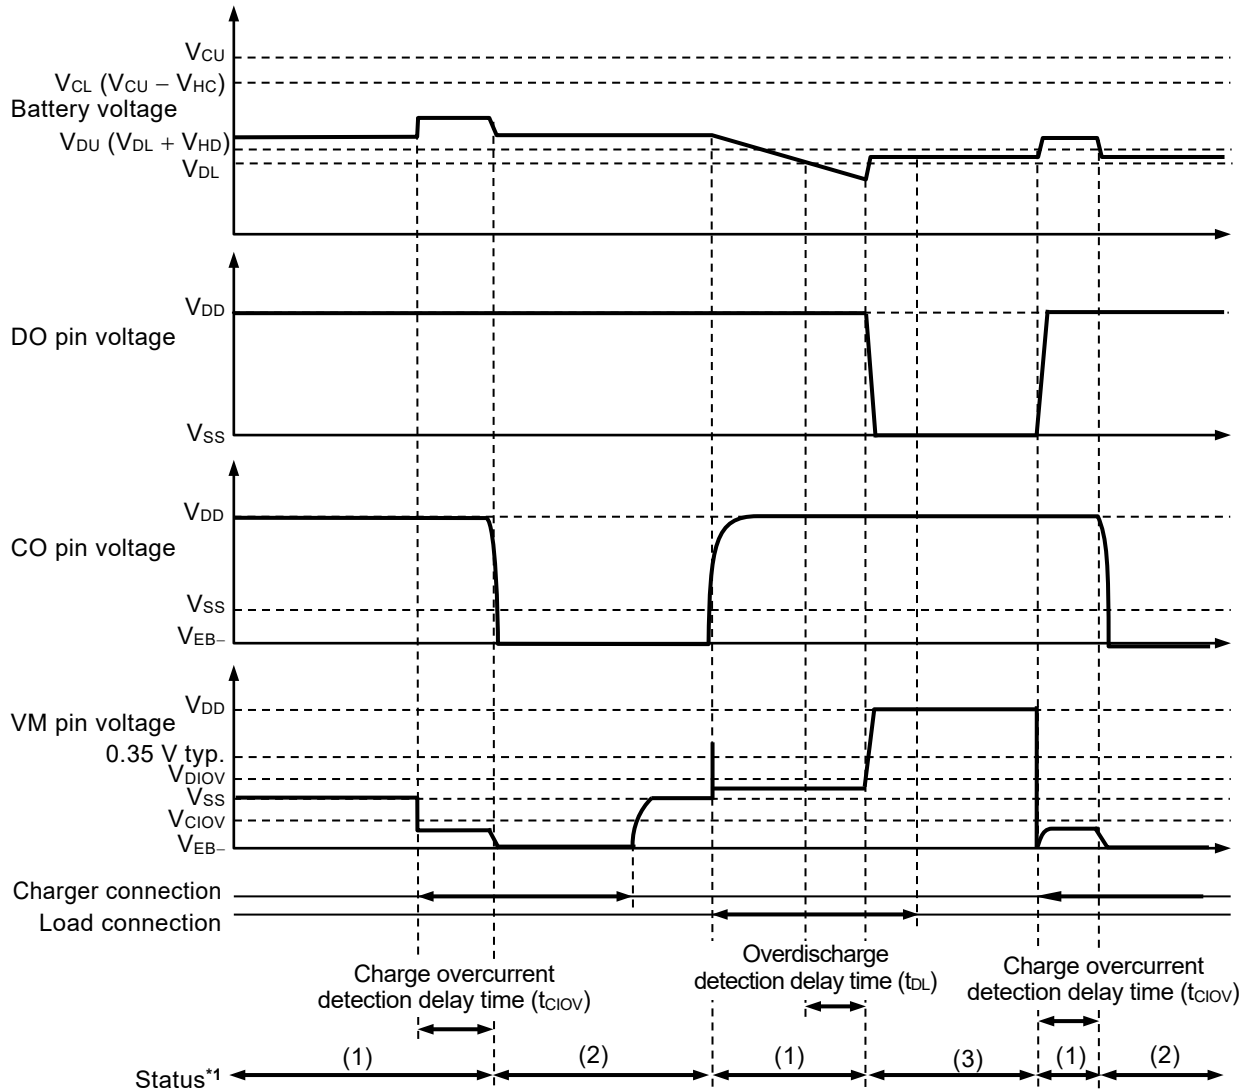 VCU
VCL (VCU − VHC)
Battery voltage
VDU (VDL + VHD)
VDL
VDD
DO pin voltage
VSS
VDD
CO pin voltage
VSS
VEB−
VDD
VM pin voltage
0.35 V typ.
VDIOV
VSS
VCIOV
VEB−
Charger connection
Load connection
Charge overcurrent
detection delay time (tCIOV)
Overdischarge
detection delay time (tDL)
Charge overcurrent
detection delay time (tCIOV)
Status*1
(1)
(2)
(1)
(3)
(1)
(2)